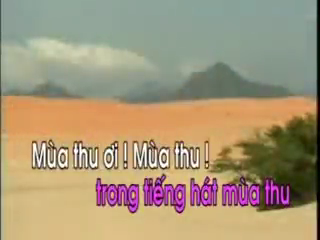 Mùa thu ơi ! Mùa thu !
trong tiếng hát mùa thu